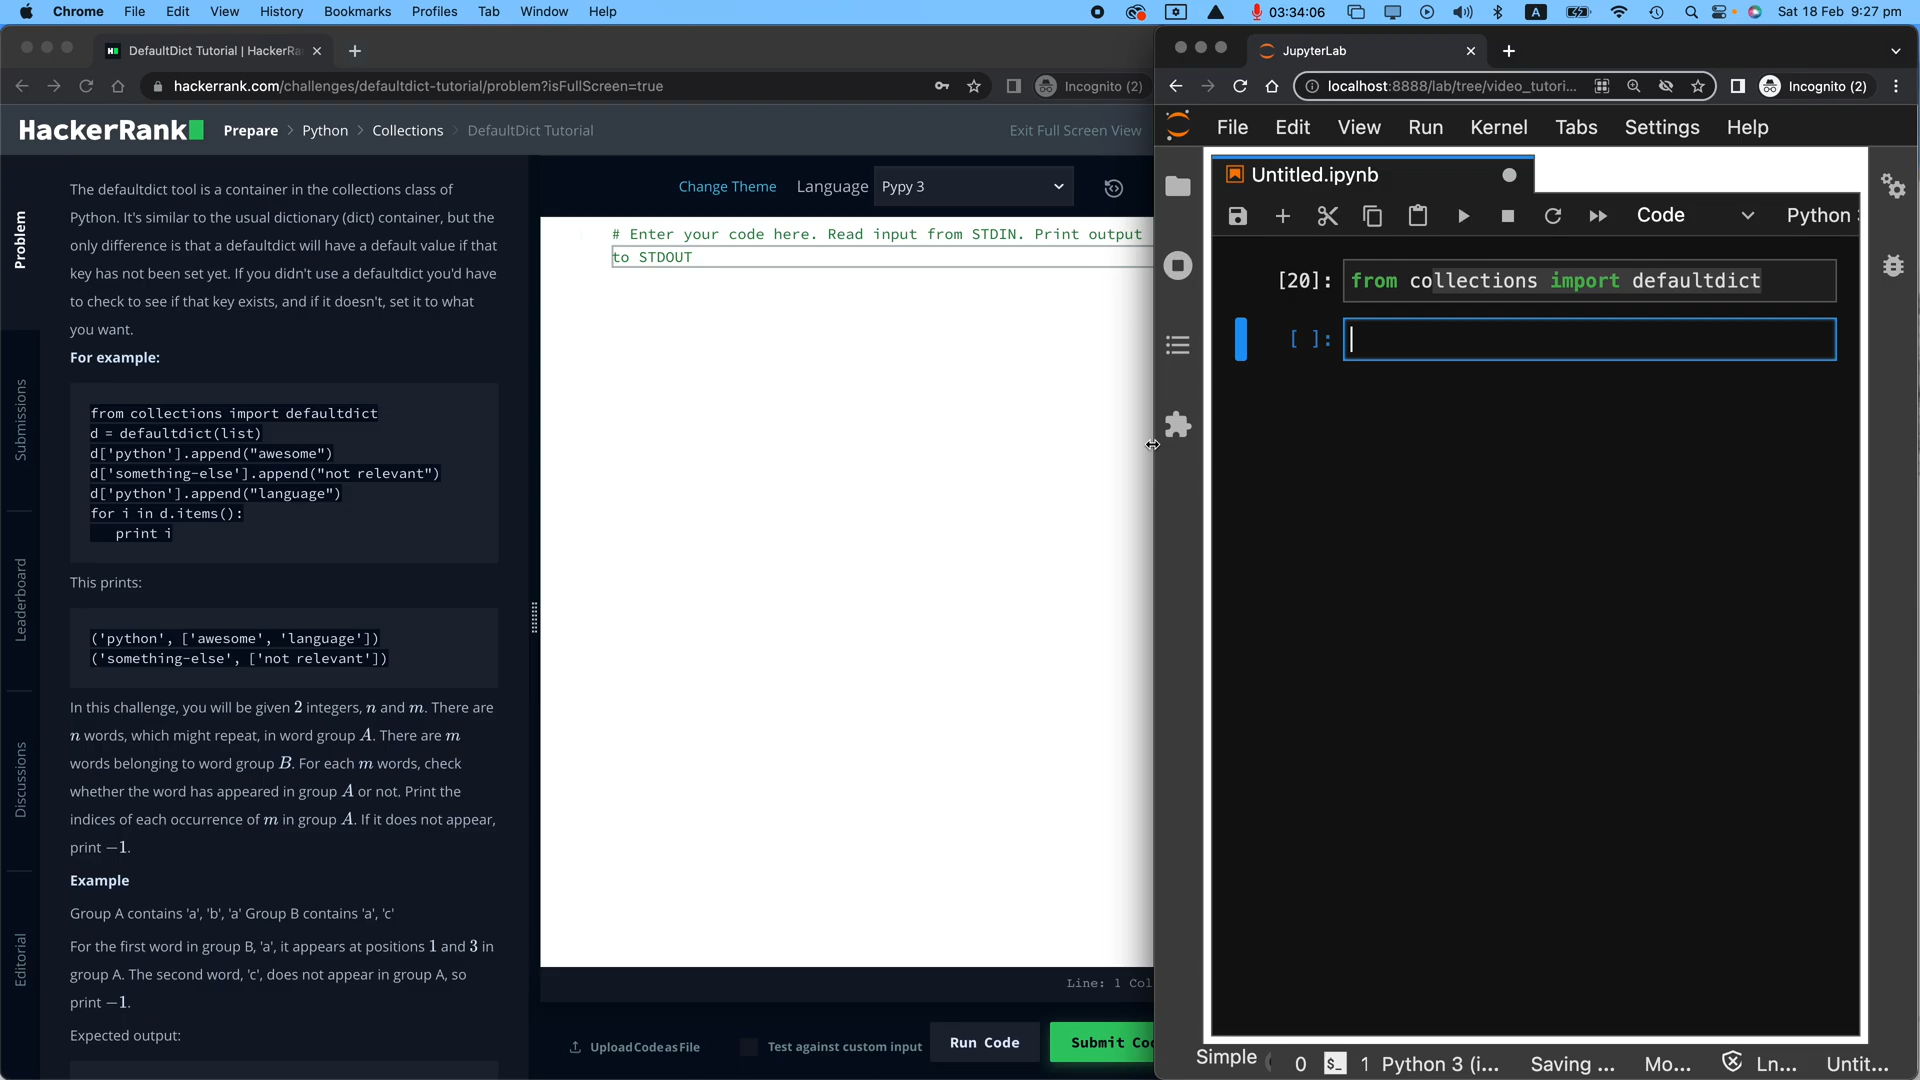 Chrome File Edit View History Bookmarks Profiles Tab Window Help
03:34:06 A Sat 18 Feb 9:27 pm
DefaultDict Tutorial | HackerRa
hackerrank.com/challenges/defaultdict-tutorial/problem?isFullScreen=true
Incognito (2)
HackerRank
Prepare > Python > Collections > DefaultDict Tutorial
Exit Full Screen View
Problem
Submissions
Leaderboard
Discussions
Editorial
The defaultdict tool is a container in the collections class of
Python. It's similar to the usual dictionary (dict) container, but the
only difference is that a defaultdict will have a default value if that
key has not been set yet. If you didn't use a defaultdict you'd have
to check to see if that key exists, and if it doesn't, set it to what
you want.
For example:
from collections import defaultdict
d = defaultdict(list)
d['python'].append("awesome")
d['something-else'].append("not relevant")
d['python'].append("language")
for i in d.items():
print i
This prints:
('python', ['awesome', 'language'])
('something-else', ['not relevant'])
In this challenge, you will be given 2 integers, n and m. There are
n words, which might repeat, in word group A. There are m
words belonging to word group B. For each m words, check
whether the word has appeared in group A or not. Print the
indices of each occurrence of m in group A. If it does not appear,
print −1.
Example
Group A contains 'a', 'b', 'a' Group B contains 'a', 'c'
For the first word in group B, 'a', it appears at positions 1 and 3 in
group A. The second word, 'c', does not appear in group A, so
print −1.
Expected output:
Change Theme Language Pypy 3
# Enter your code here. Read input from STDIN. Print output
to STDOUT
Line: 1 Col
Upload Code as File
Test against custom input
Run Code
Submit Co
JupyterLab
localhost:8888/lab/tree/video_tutori...
Incognito (2)
File Edit View Run Kernel Tabs Settings Help
Untitled.ipynb
Code
Python
[20]: from collections import defaultdict
[ ]:
Simple 0 $_ 1 Python 3 (i... Saving ... Mo... Ln... Untit...